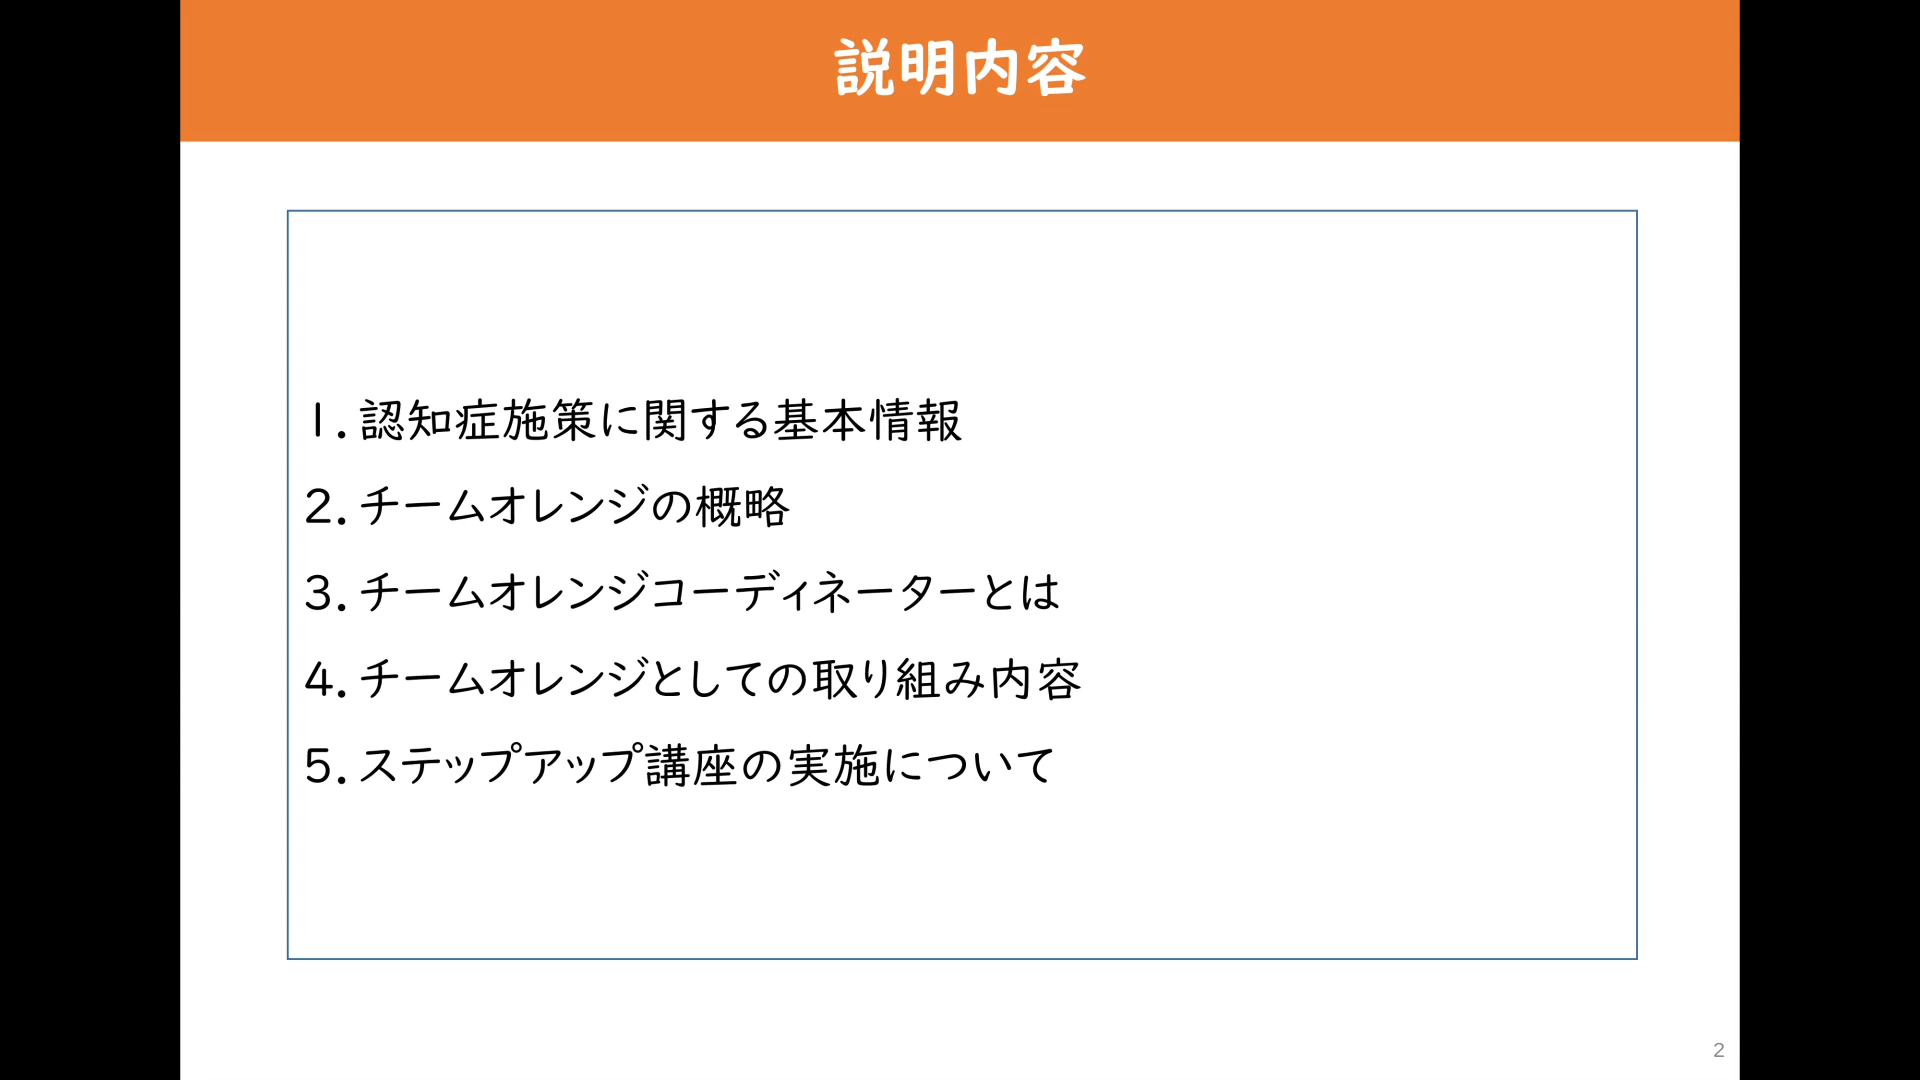 説明内容
1. 認知症施策に関する基本情報
2. チームオレンジの概略
3. チームオレンジコーディネーターとは
4. チームオレンジとしての取り組み内容
5. ステップアップ講座の実施について
2